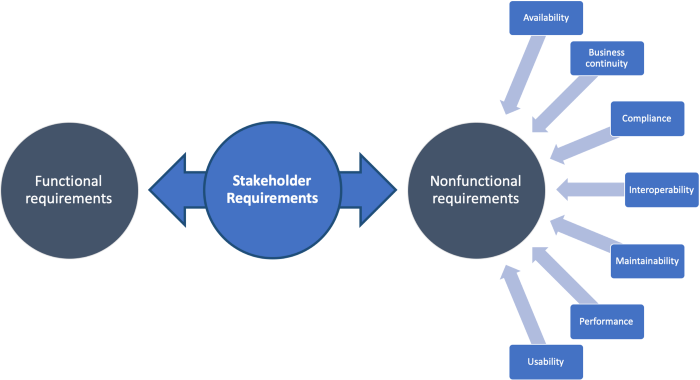 Availability
Business
continuity
Compliance
Functional
requirements
Stakeholder
Requirements
Nonfunctional
requirements
Interoperability
Maintainability
Performance
Usability